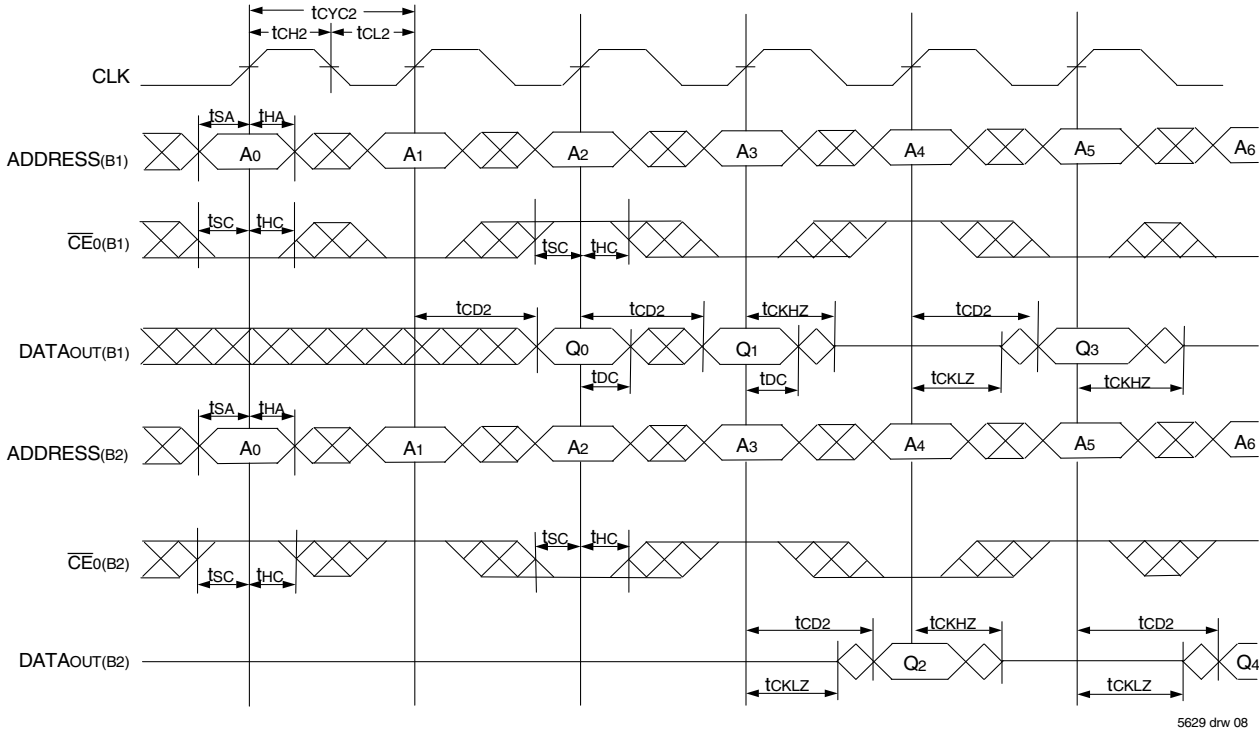 tCYC2
tCH2 tCL2
CLK
tSA tHA
ADDRESS(B1) A0 A1 A2 A3 A4 A5 A6
tSC tHC
CE0(B1)
tSC tHC
tCD2 tCD2 tCKHZ tCD2
DATAOUT(B1) Q0 Q1 Q3
tDC tDC tCKLZ tCKHZ
tSA tHA
ADDRESS(B2) A0 A1 A2 A3 A4 A5 A6
tSC tHC
CE0(B2)
tSC tHC
tCD2 tCKHZ tCD2
DATAOUT(B2) Q2 Q4
tCKLZ tCKLZ
5629 drw 08